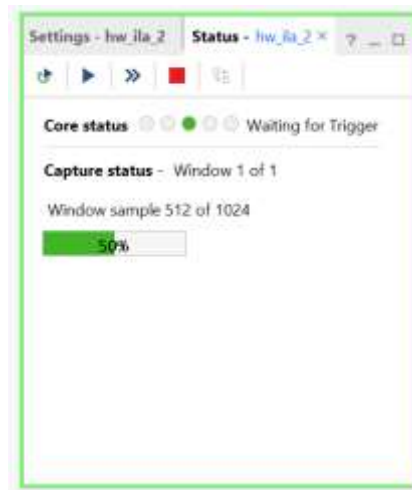 Settings - hw_ila_2 Status - hw_ila_2 × ? _
Core status Waiting for Trigger
Capture status - Window 1 of 1
Window sample 512 of 1024
50%